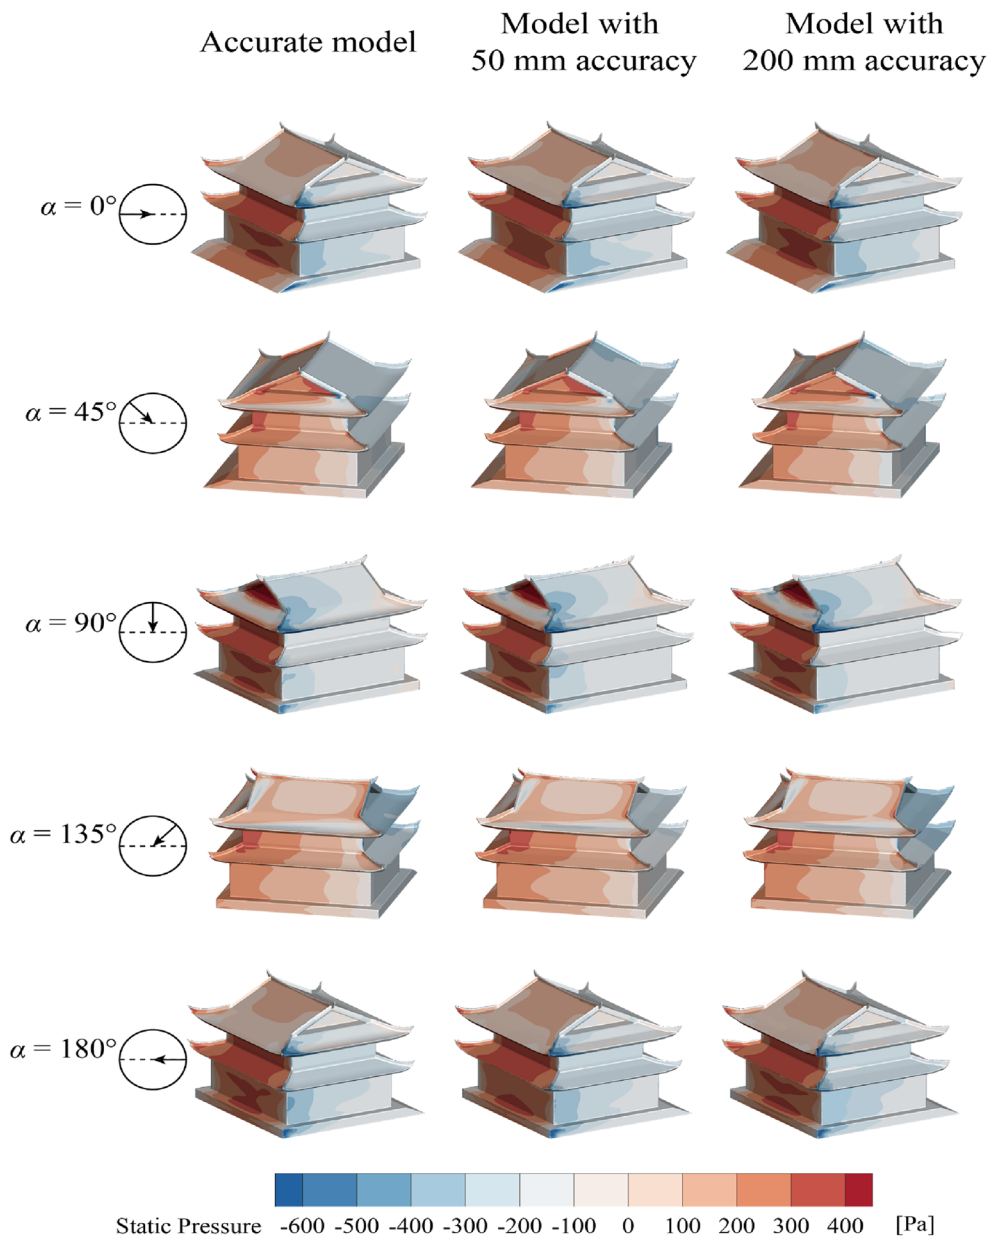 Accurate model
Model with
50 mm accuracy
Model with
200 mm accuracy
α = 0°
α = 45°
α = 90°
α = 135°
α = 180°
Static Pressure -600 -500 -400 -300 -200 -100 0 100 200 300 400 [Pa]